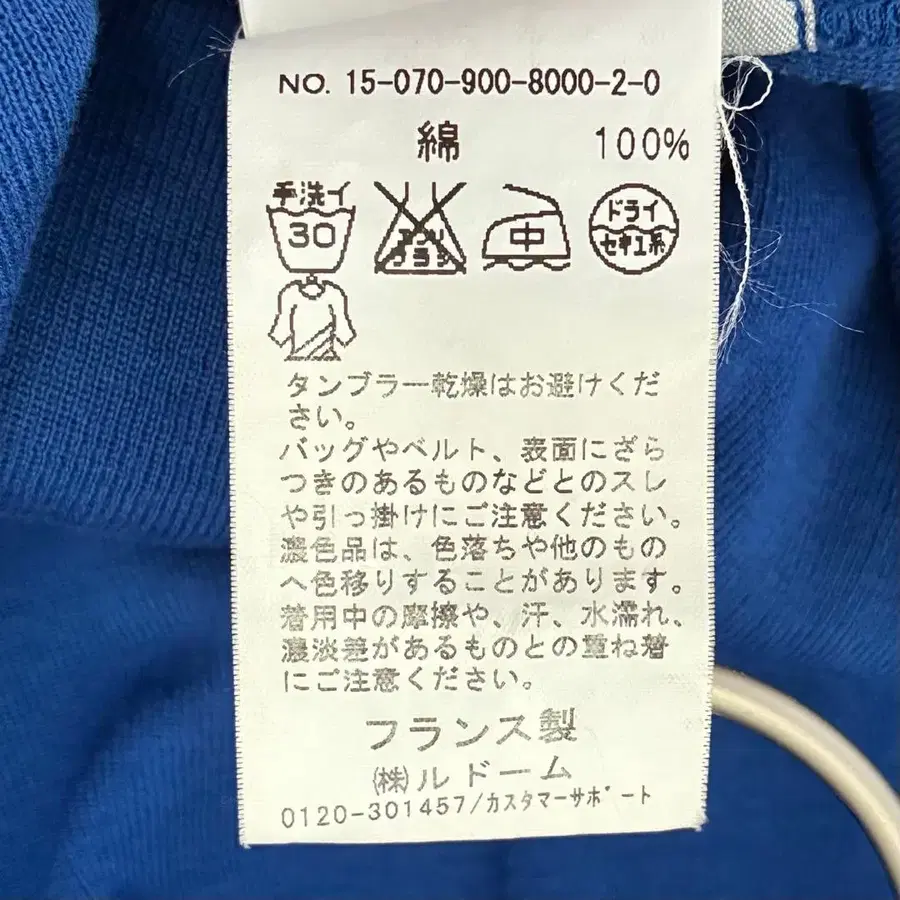 NO. 15-070-900-8000-2-0
綿 100%
手洗イ
30
エンソ
サラシ
中
ドライ
セキユ系
タンブラー乾燥はお避けくだ
さい。
バッグやベルト、表面にざら
つきのあるものなどとのスレ
や引っ掛けにご注意ください。
濃色品は、色落ちや他のもの
へ色移りすることがあります。
着用中の摩擦や、汗、水濡れ、
濃淡差があるものとの重ね着
にご注意ください。
フランス製
㈱ルドーム
0120-301457/カスタマーサポート